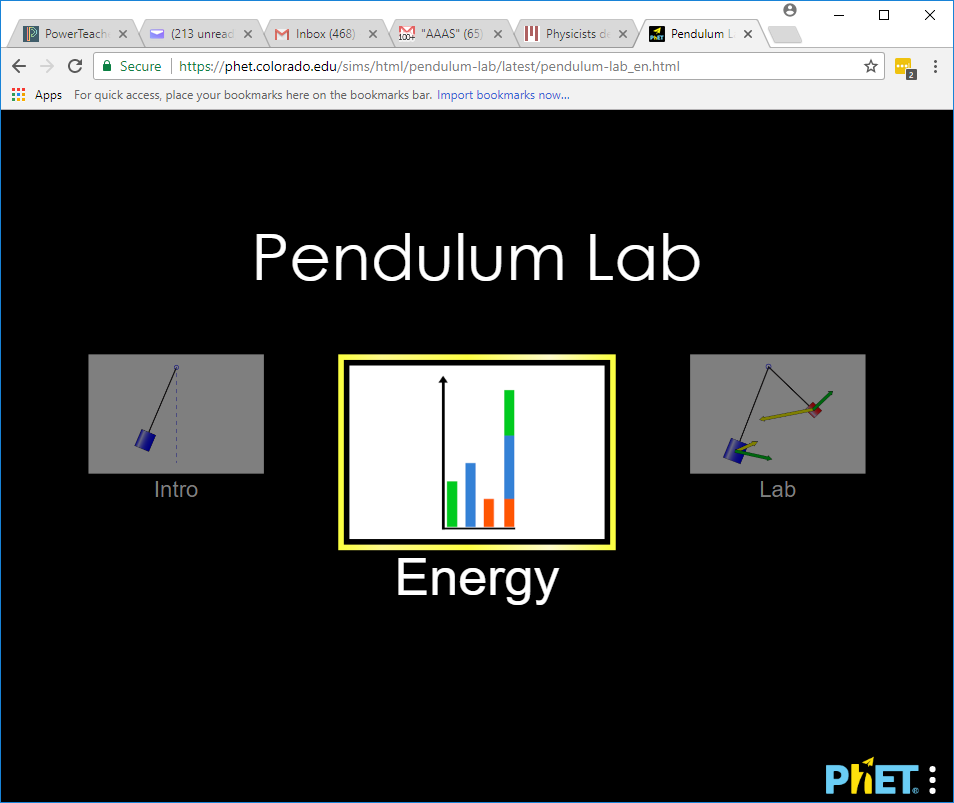 PowerTeach
(213 unread
Inbox (468)
"AAAS" (65)
Physicists de
Pendulum L
Secure
https://phet.colorado.edu/sims/html/pendulum-lab/latest/pendulum-lab_en.html
2
Apps
For quick access, place your bookmarks here on the bookmarks bar. Import bookmarks now...
Pendulum Lab
Intro
Energy
Lab
PhET®